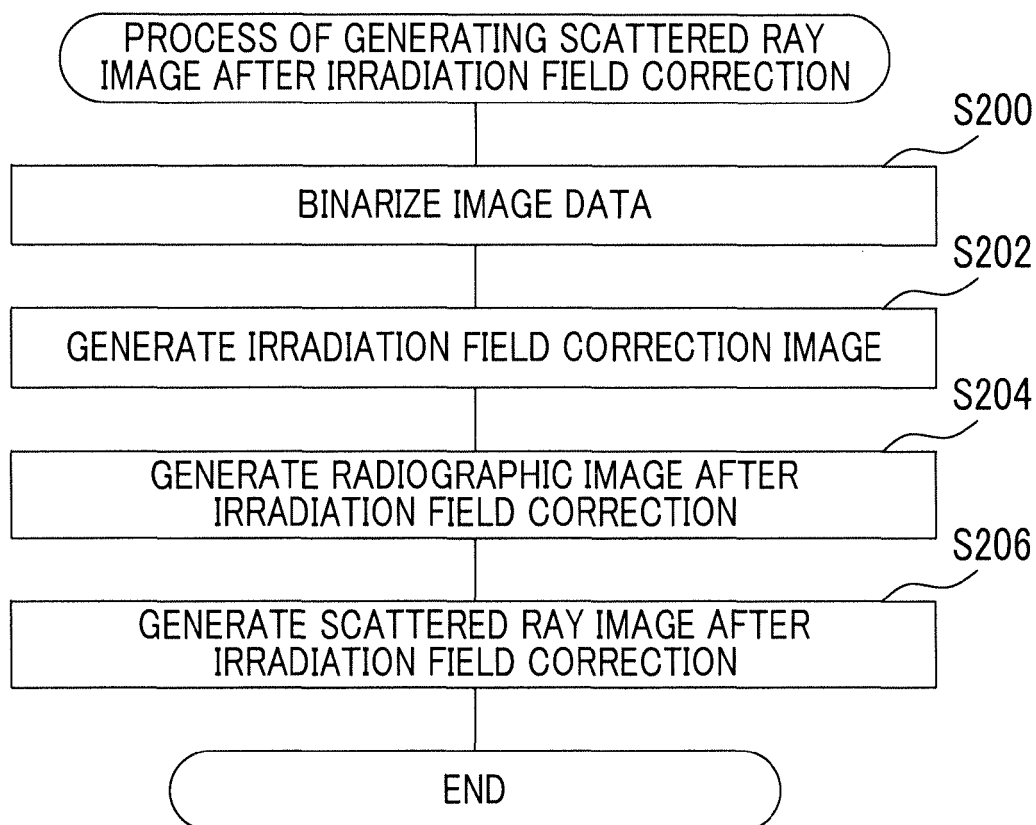 PROCESS OF GENERATING SCATTERED RAY
IMAGE AFTER IRRADIATION FIELD CORRECTION
S200
BINARIZE IMAGE DATA
S202
GENERATE IRRADIATION FIELD CORRECTION IMAGE
S204
GENERATE RADIOGRAPHIC IMAGE AFTER
IRRADIATION FIELD CORRECTION
S206
GENERATE SCATTERED RAY IMAGE AFTER
IRRADIATION FIELD CORRECTION
END